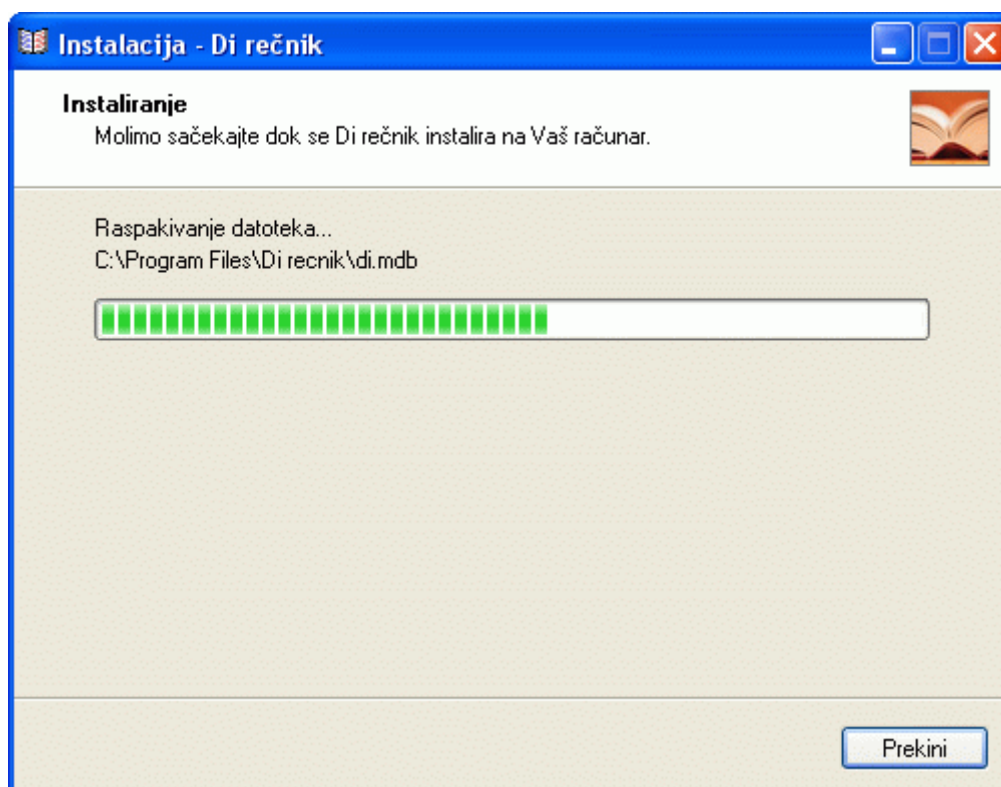 Instalacija - Di rečnik
Instaliranje
Molimo sačekajte dok se Di rečnik instalira na Vaš računar.
Raspakivanje datoteka...
C:\Program Files\Di recnik\di.mdb
Prekini